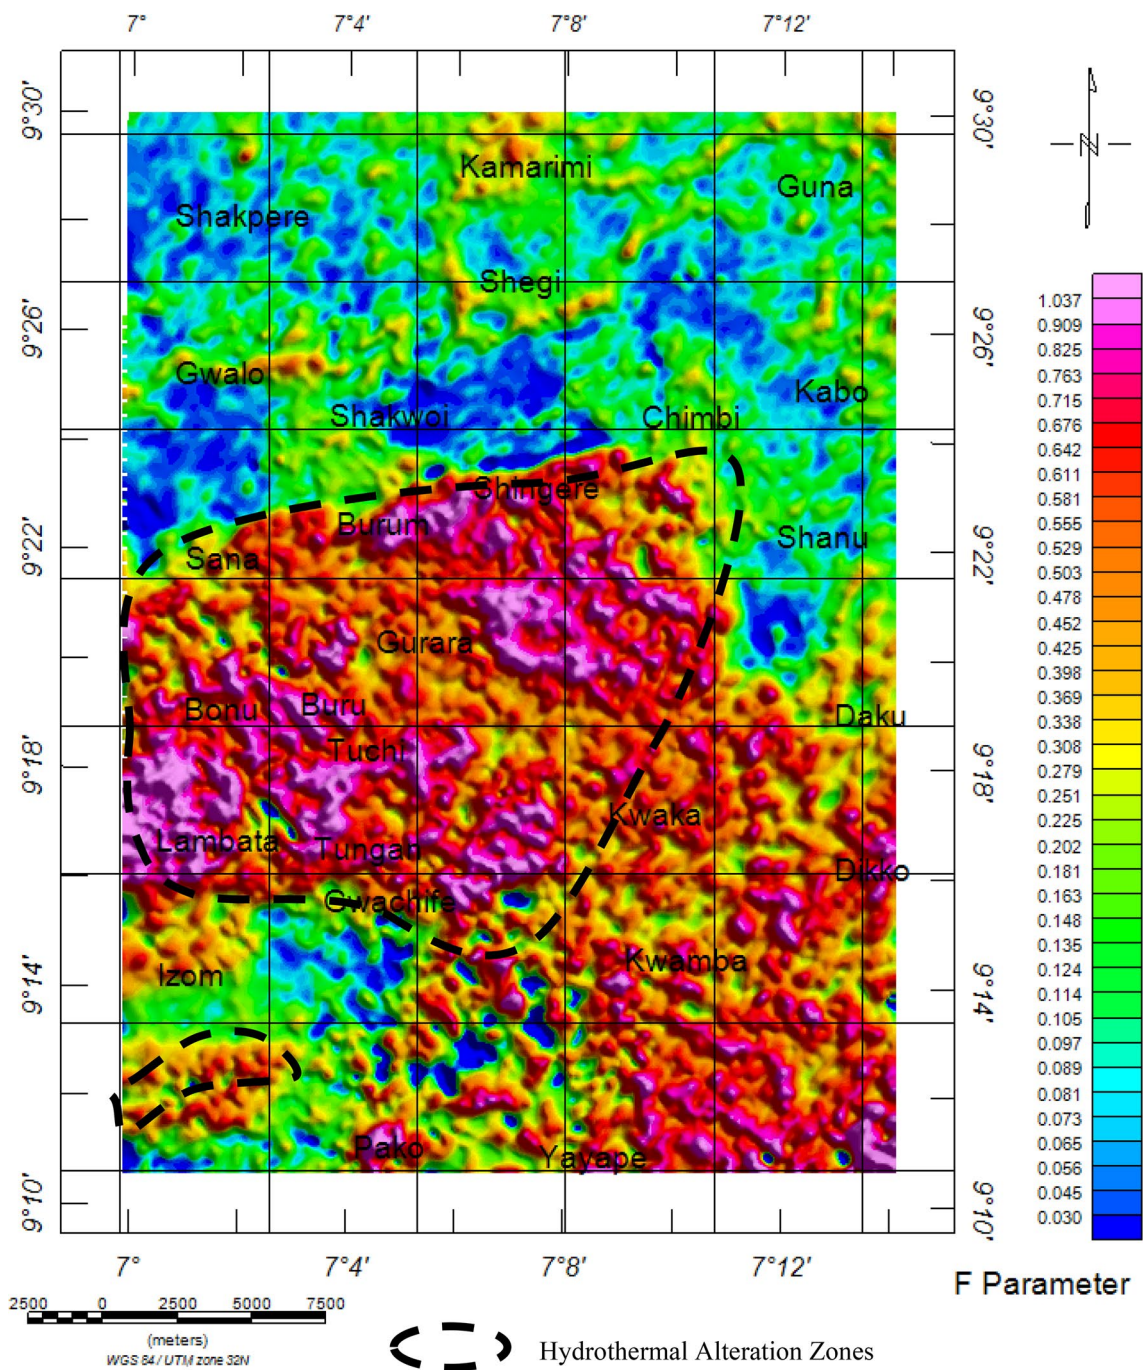 7° 7°4' 7°8' 7°12'
9°30' 9°30'
N
Kamarimi
Guna
Shakpere
Shegi
9°26' 9°26'
Gwalo
Kabo
Shakwoi
Chimbi
Shingere
Burum
Shanu
9°22' 9°22'
Sana
Gurara
Bonu
Buru
Daku
Tuchi
9°18' 9°18'
Kwaka
Lambata
Tungan
Dikko
Gwachife
Kwamba
Izom
9°14' 9°14'
Pako
Yayape
9°10' 9°10'
7° 7°4' 7°8' 7°12'
1.037
0.909
0.825
0.763
0.715
0.676
0.642
0.611
0.581
0.555
0.529
0.503
0.478
0.452
0.425
0.398
0.369
0.338
0.308
0.279
0.251
0.225
0.202
0.181
0.163
0.148
0.135
0.124
0.114
0.105
0.097
0.089
0.081
0.073
0.065
0.056
0.045
0.030
F Parameter
2500 0 2500 5000 7500
(meters)
WGS 84 / UTM zone 32N
Hydrothermal Alteration Zones